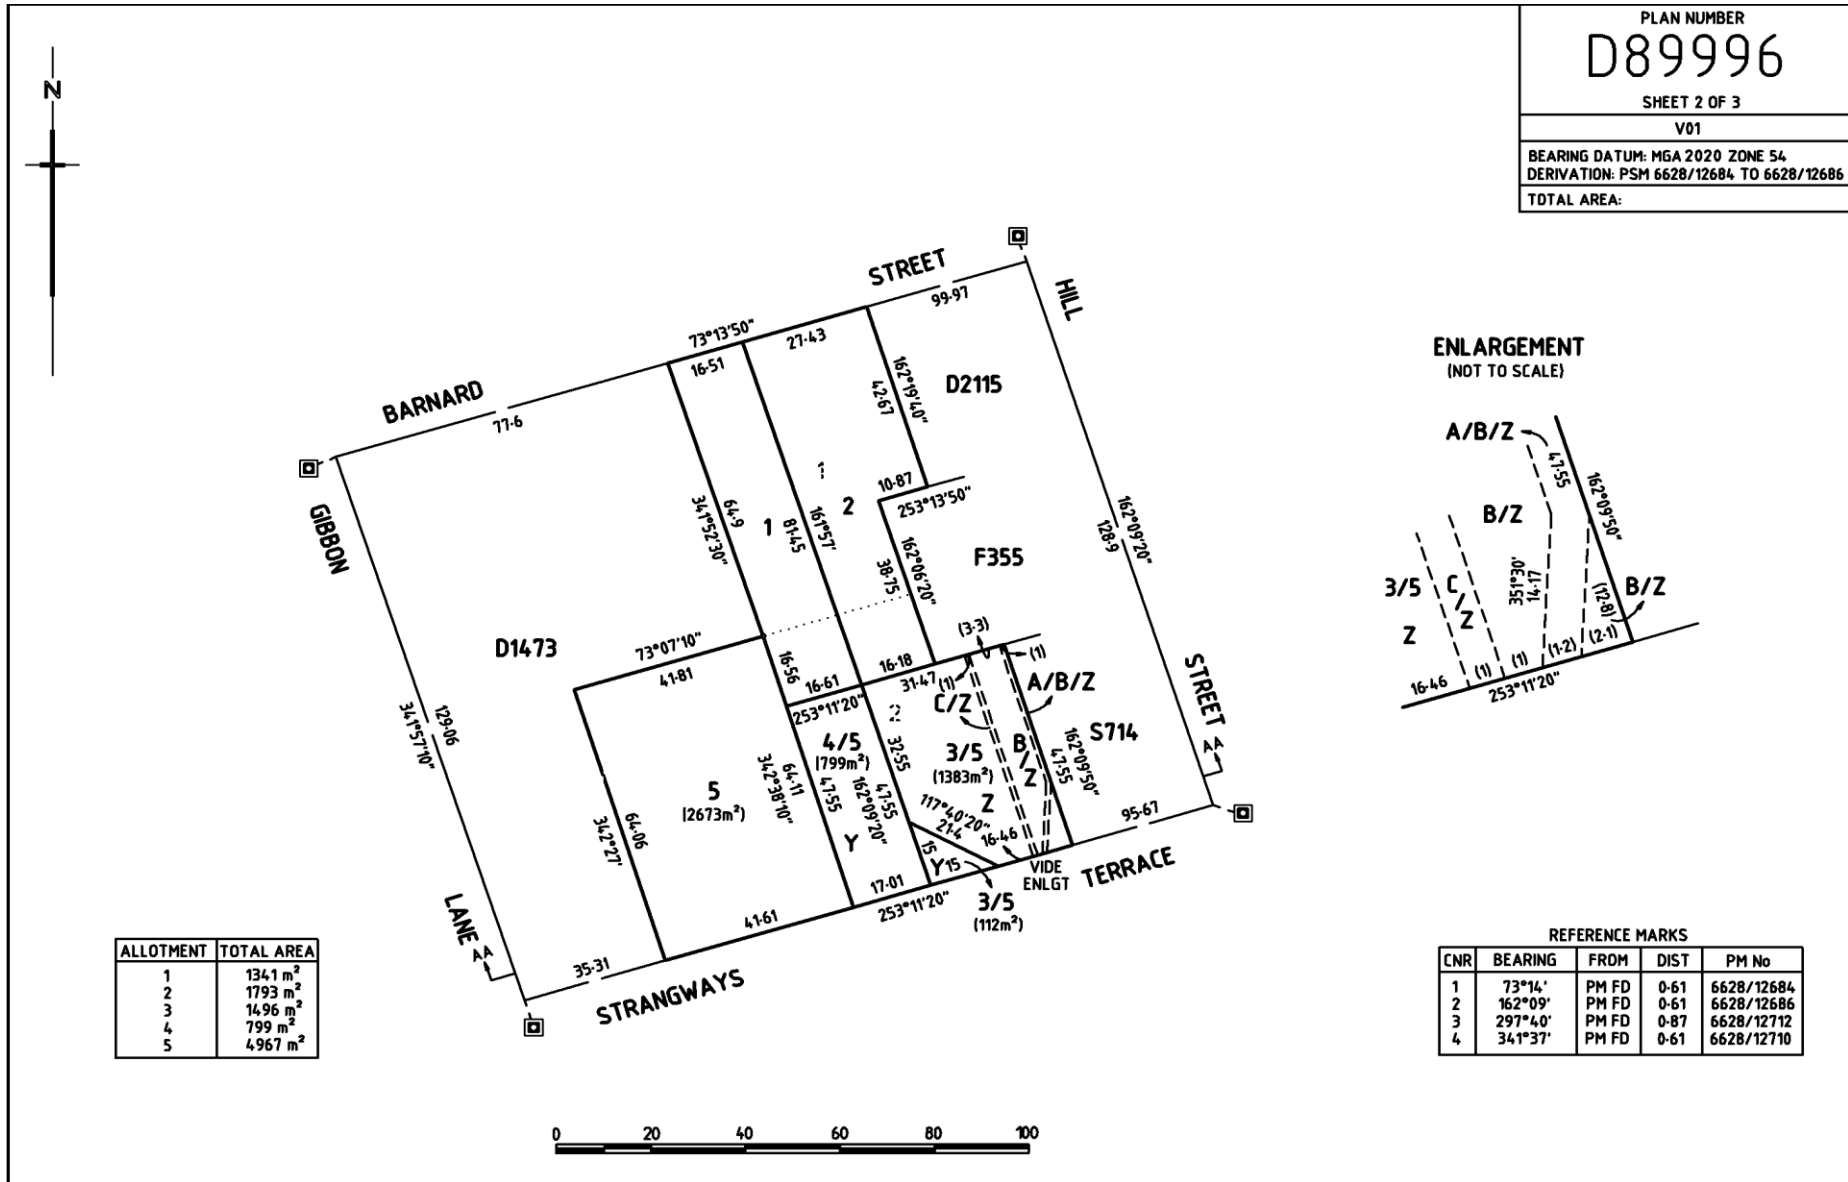 PLAN NUMBER
D89996
SHEET 2 OF 3
V01
BEARING DATUM: MGA 2020 ZONE 54
DERIVATION: PSM 6628/12684 TO 6628/12686
TOTAL AREA:
N
STREET
99·97
HILL
73°13'50"
27·43
16·51
BARNARD
77·6
162°19'40"
42·67
D2115
ENLARGEMENT
(NOT TO SCALE)
A/B/Z
47·55
162°09'50"
B/Z
351°30'
14·17
3/5
Z
C/Z
(12·8)
B/Z
16·46
(1)
(1)
(1·2)
(2·1)
253°11'20"
GIBBON
64·9
341°52'30"
1
81·45
161°57'
1
2
10·87
253°13'50"
162°06'20"
38·75
F355
162°09'20"
128·9
D1473
73°07'10"
41·81
16·56
16·61
253°11'20"
16·18
31·47
(3·3)
(1)
(1)
A/B/Z
C/Z
2
32·55
STREET
AA
S714
129·06
341°57'10"
4/5
(799m²)
3/5
(1383m²)
Z
B/Z
162°09'50"
47·55
5
(2673m²)
64·11
342°38'10"
47·55
47·55
162°09'20"
117°40'20"
21·4
16·46
95·67
64·06
342°27'
Y
15
Y
15
VIDE
ENLGT
TERRACE
17·01
253°11'20"
3/5
(112m²)
41·61
LANE
AA
35·31
STRANGWAYS
ALLOTMENT TOTAL AREA
1 1341 m²
2 1793 m²
3 1496 m²
4 799 m²
5 4967 m²
REFERENCE MARKS
CNR BEARING FROM DIST PM No
1 73°14' PM FD 0·61 6628/12684
2 162°09' PM FD 0·61 6628/12686
3 297°40' PM FD 0·87 6628/12712
4 341°37' PM FD 0·61 6628/12710
0 20 40 60 80 100